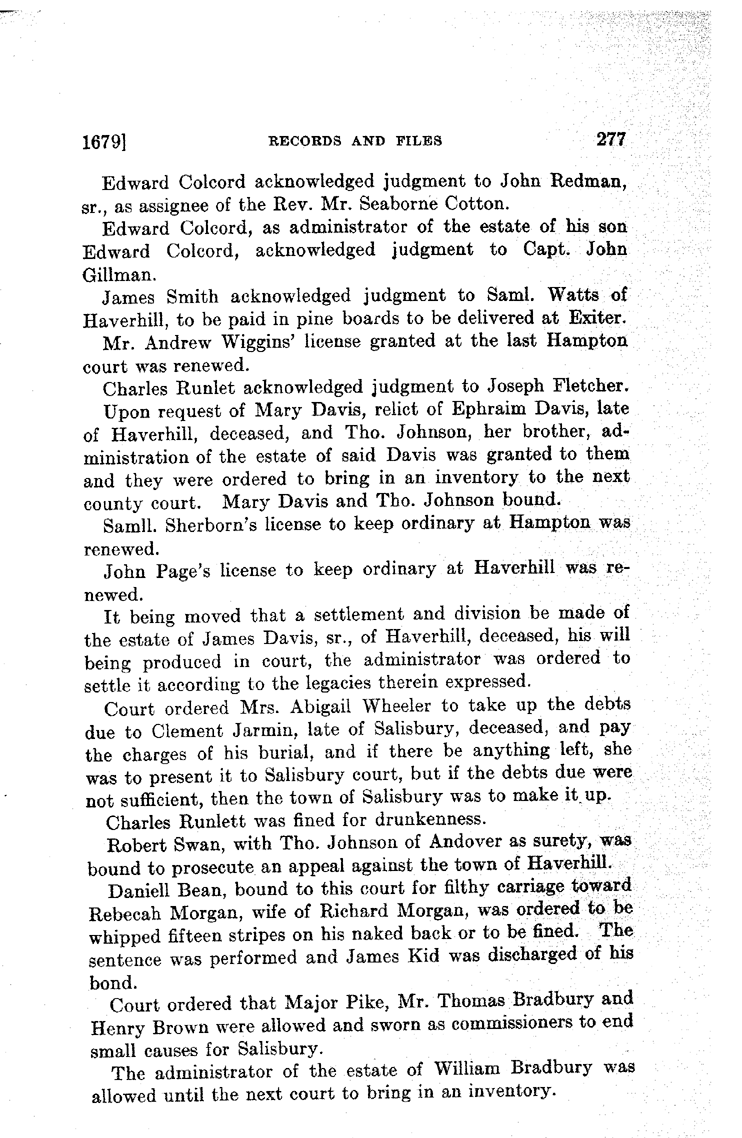 1679] RECORDS AND FILES 277
Edward Colcord acknowledged judgment to John Redman,
sr., as assignee of the Rev. Mr. Seaborne Cotton.
Edward Colcord, as administrator of the estate of his son
Edward Colcord, acknowledged judgment to Capt. John
Gillman.
James Smith acknowledged judgment to Saml. Watts of
Haverhill, to be paid in pine boards to be delivered at Exiter.
Mr. Andrew Wiggins' license granted at the last Hampton
court was renewed.
Charles Runlet acknowledged judgment to Joseph Fletcher.
Upon request of Mary Davis, relict of Ephraim Davis, late
of Haverhill, deceased, and Tho. Johnson, her brother, ad-
ministration of the estate of said Davis was granted to them
and they were ordered to bring in an inventory to the next
county court. Mary Davis and Tho. Johnson bound.
Samll. Sherborn's license to keep ordinary at Hampton was
renewed.
John Page's license to keep ordinary at Haverhill was re-
newed.
It being moved that a settlement and division be made of
the estate of James Davis, sr., of Haverhill, deceased, his will
being produced in court, the administrator was ordered to
settle it according to the legacies therein expressed.
Court ordered Mrs. Abigail Wheeler to take up the debts
due to Clement Jarmin, late of Salisbury, deceased, and pay
the charges of his burial, and if there be anything left, she
was to present it to Salisbury court, but if the debts due were
not sufficient, then the town of Salisbury was to make it up.
Charles Runlett was fined for drunkenness.
Robert Swan, with Tho. Johnson of Andover as surety, was
bound to prosecute an appeal against the town of Haverhill.
Daniell Bean, bound to this court for filthy carriage toward
Rebecah Morgan, wife of Richard Morgan, was ordered to be
whipped fifteen stripes on his naked back or to be fined. The
sentence was performed and James Kid was discharged of his
bond.
Court ordered that Major Pike, Mr. Thomas Bradbury and
Henry Brown were allowed and sworn as commissioners to end
small causes for Salisbury.
The administrator of the estate of William Bradbury was
allowed until the next court to bring in an inventory.